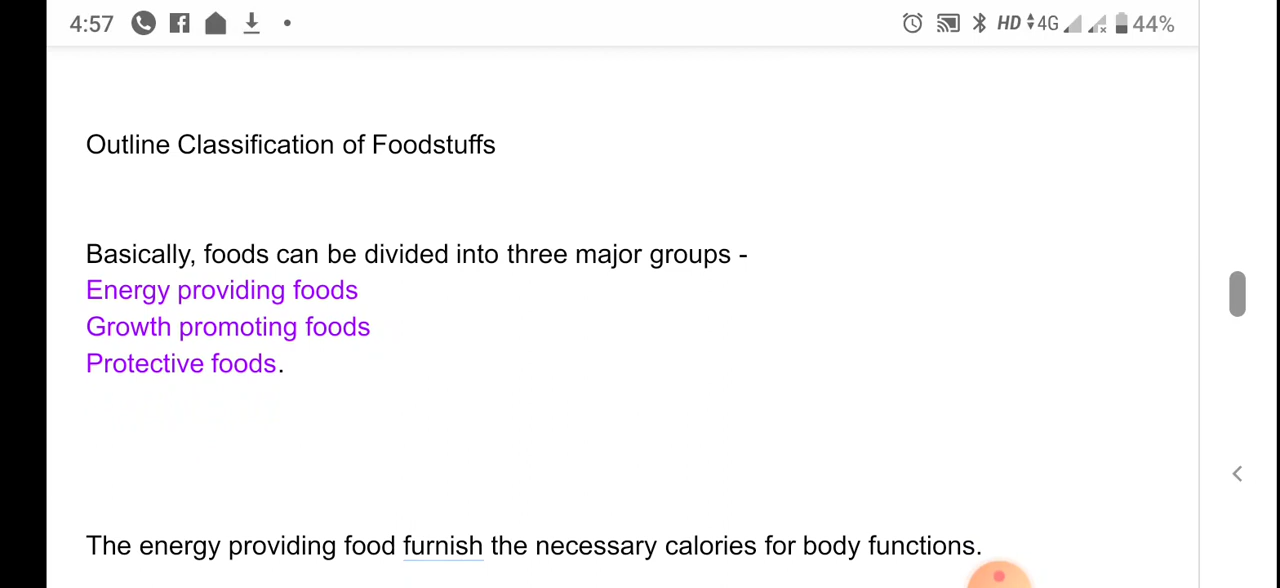 4:57 HD 4G 44%
Outline Classification of Foodstuffs
Basically, foods can be divided into three major groups -
Energy providing foods
Growth promoting foods
Protective foods.
The energy providing food furnish the necessary calories for body functions.